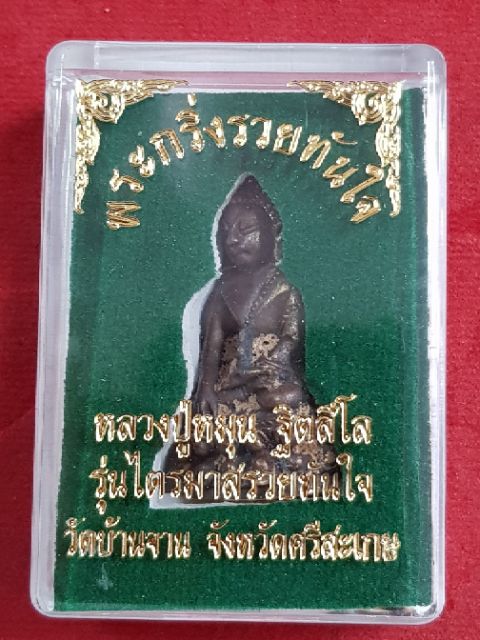 พระกริ่งรวยทันใจ
หลวงปู่หมุน ฐิตสีโล
รุ่นไตรมาสรวยทันใจ
วัดบ้านจาน จังหวัดศรีสะเกษ